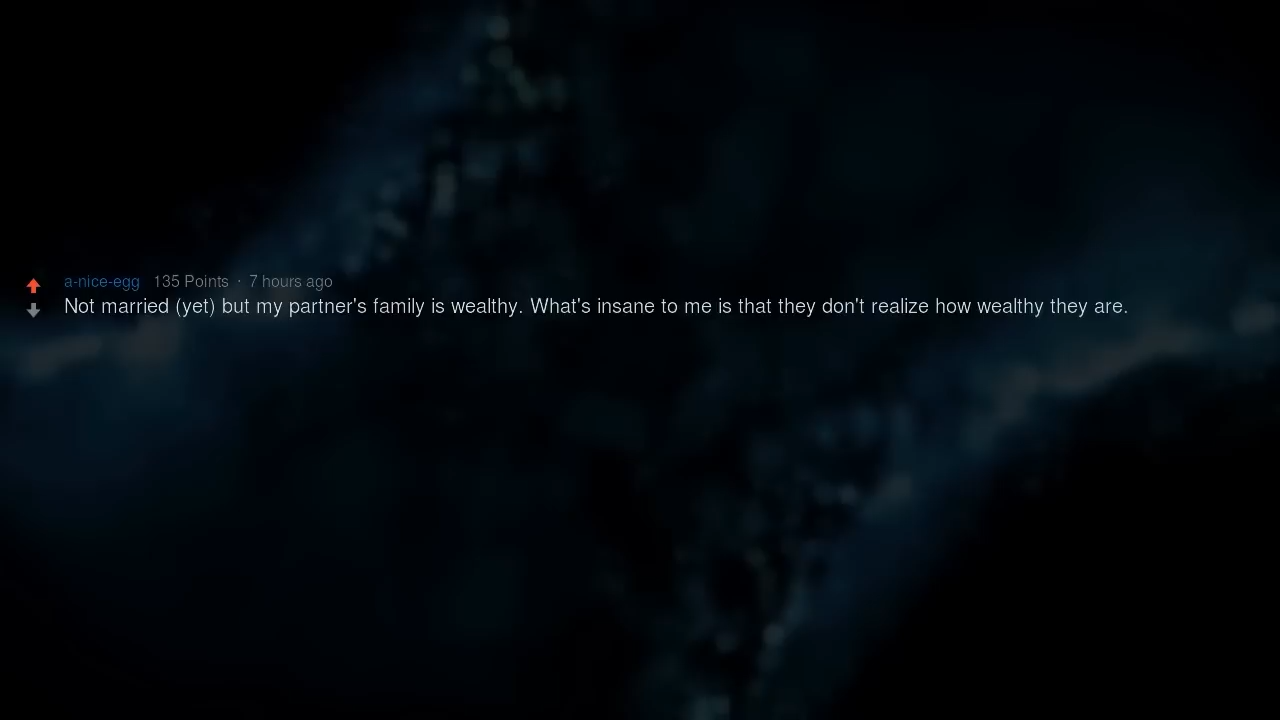 a-nice-egg 135 Points · 7 hours ago
Not married (yet) but my partner's family is wealthy. What's insane to me is that they don't realize how wealthy they are.